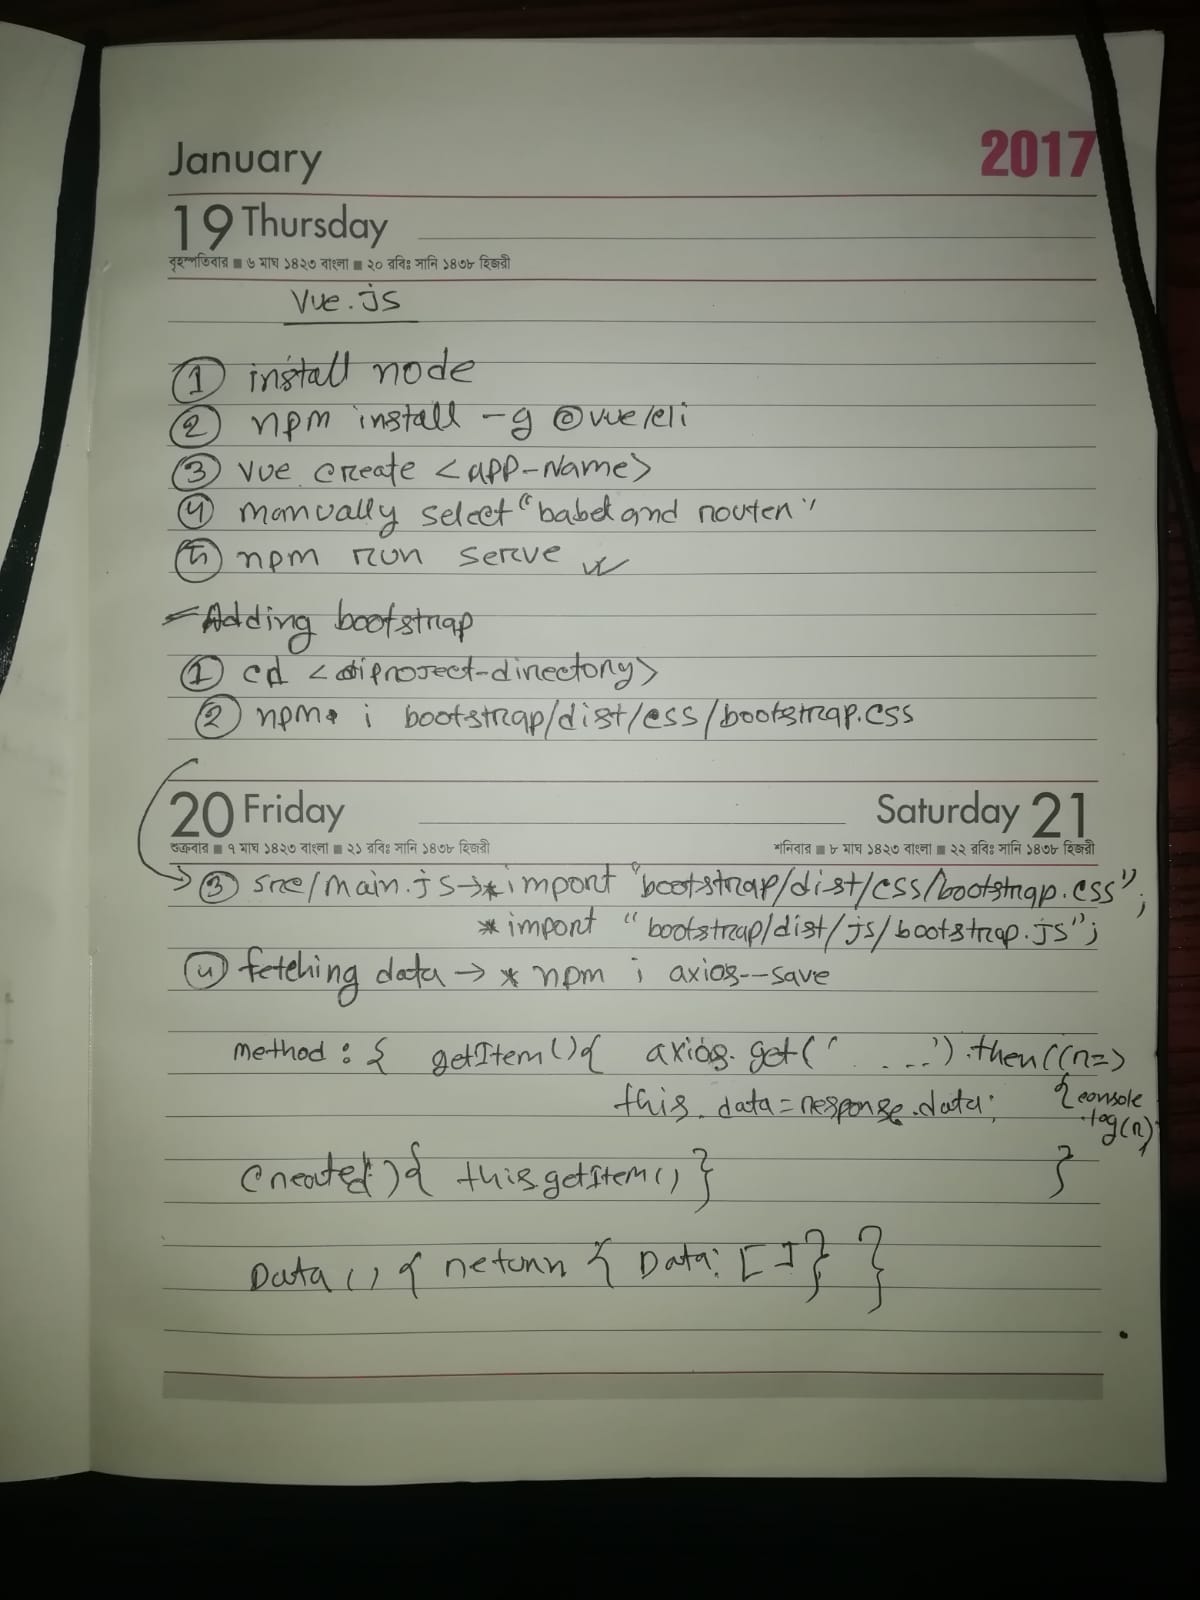 January 2017
19 Thursday
বৃহস্পতিবার ■ ৬ মাঘ ১৪২৩ বাংলা ■ ২০ রবিঃ সানি ১৪৩৮ হিজরী
Vue.js
① install node
② npm install -g @vue/cli
③ vue create <app-Name>
④ manually select "babel and router"
⑤ npm run serve
Adding bootstrap
① cd <project-directory>
② npm i bootstrap/dist/css/bootstrap.css
20 Friday Saturday 21
শুক্রবার ■ ৭ মাঘ ১৪২৩ বাংলা ■ ২১ রবিঃ সানি ১৪৩৮ হিজরী শনিবার ■ ৮ মাঘ ১৪২৩ বাংলা ■ ২২ রবিঃ সানি ১৪৩৮ হিজরী
→ ③ src/main.js → * import "bootstrap/dist/css/bootstrap.css";
* import "bootstrap/dist/js/bootstrap.js";
④ fetching data → * npm i axios--save
method: { getItem(){ axios.get(' ...').then((r=>
this.data=response.data; {console
.log(r)
created(){ this.getItem() } }
Data () { return { Data: [] } }